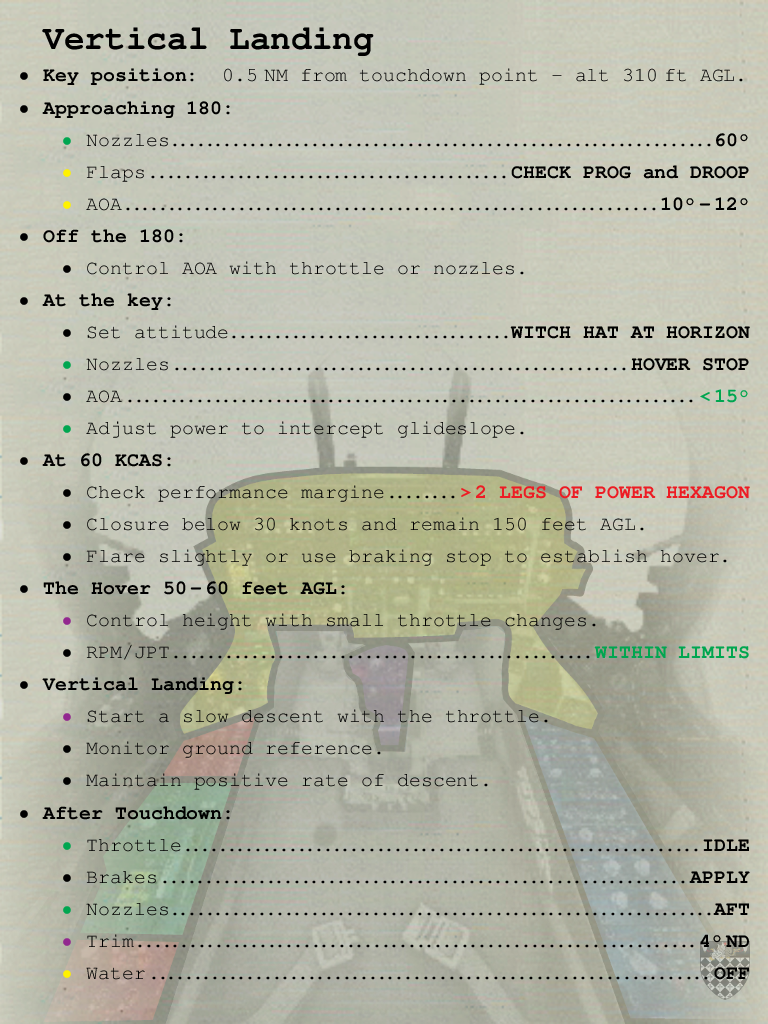 Vertical Landing
● Key position: 0.5 NM from touchdown point – alt 310 ft AGL.
● Approaching 180:
● Nozzles...............................................................60°
● Flaps.....................................CHECK PROG and DROOP
● AOA.......................................................10°–12°
● Off the 180:
● Control AOA with throttle or nozzles.
● At the key:
● Set attitude.............................WITCH HAT AT HORIZON
● Nozzles...............................................HOVER STOP
● AOA...........................................................<15°
● Adjust power to intercept glideslope.
● At 60 KCAS:
● Check performance margine........>2 LEGS OF POWER HEXAGON
● Closure below 30 knots and remain 150 feet AGL.
● Flare slightly or use braking stop to establish hover.
● The Hover 50–60 feet AGL:
● Control height with small throttle changes.
● RPM/JPT...........................................WITHIN LIMITS
● Vertical Landing:
● Start a slow descent with the throttle.
● Monitor ground reference.
● Maintain positive rate of descent.
● After Touchdown:
● Throttle.....................................................IDLE
● Brakes......................................................APPLY
● Nozzles.......................................................AFT
● Trim........................................................4° ND
● Water.........................................................OFF